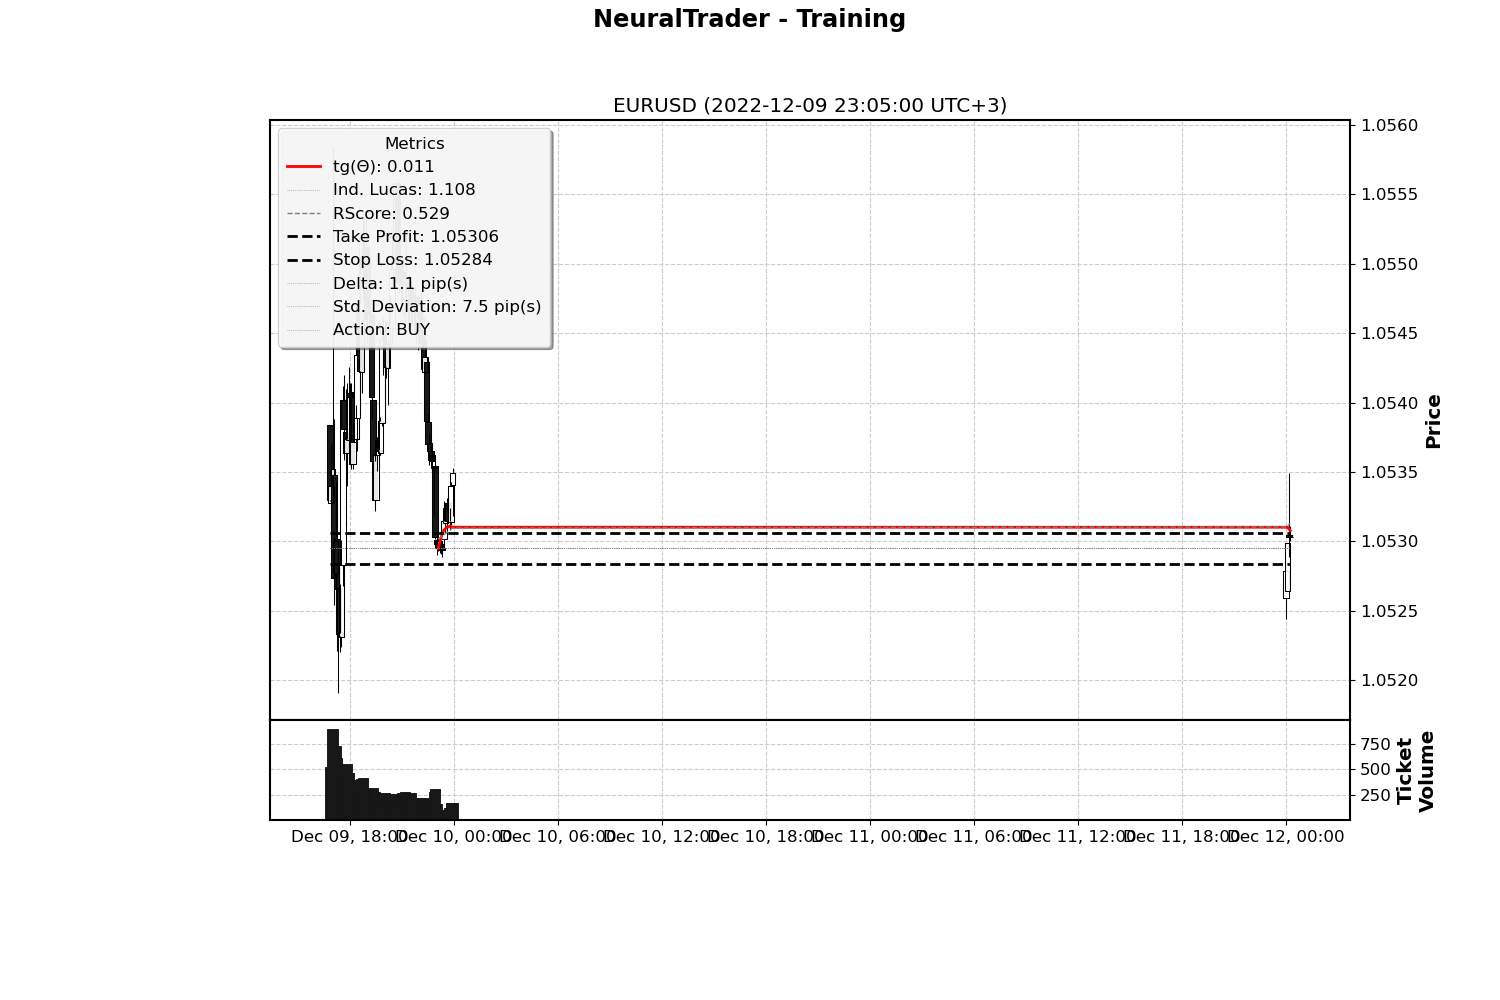 NeuralTrader - Training
EURUSD (2022-12-09 23:05:00 UTC+3)
Metrics
tg(Θ): 0.011
Ind. Lucas: 1.108
RScore: 0.529
Take Profit: 1.05306
Stop Loss: 1.05284
Delta: 1.1 pip(s)
Std. Deviation: 7.5 pip(s)
Action: BUY
1.0560
1.0555
1.0550
1.0545
1.0540
1.0535
1.0530
1.0525
1.0520
Price
750
500
250
Ticket
Volume
Dec 09, 18:00
Dec 10, 00:00
Dec 10, 06:00
Dec 10, 12:00
Dec 10, 18:00
Dec 11, 00:00
Dec 11, 06:00
Dec 11, 12:00
Dec 11, 18:00
Dec 12, 00:00